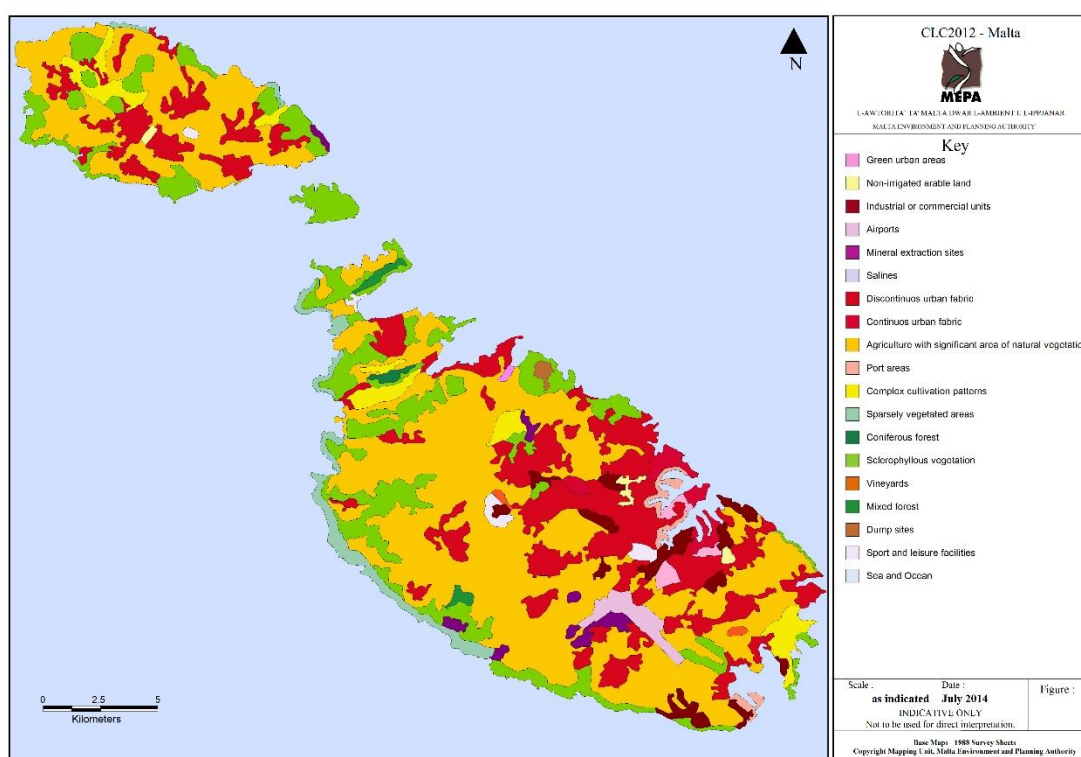 N
0 2.5 5
Kilometers
CLC2012 - Malta
MEPA
L-AWTORITA' TA' MALTA DWAR L-AMBJENT U L-IPPJANAR
MALTA ENVIRONMENT AND PLANNING AUTHORITY
Key
Green urban areas
Non-irrigated arable land
Industrial or commercial units
Airports
Mineral extraction sites
Salines
Discontinuos urban fabric
Continuos urban fabric
Agriculture with significant area of natural vegetatio
Port areas
Complex cultivation patterns
Sparsely vegetated areas
Coniferous forest
Sclerophyllous vegetation
Vineyards
Mixed forest
Dump sites
Sport and leisure facilities
Sea and Ocean
Scale : Date : Figure :
as indicated July 2014
INDICATIVE ONLY
Not to be used for direct interpretation.
Base Maps - 1988 Survey Sheets
Copyright Mapping Unit, Malta Environment and Planning Authority